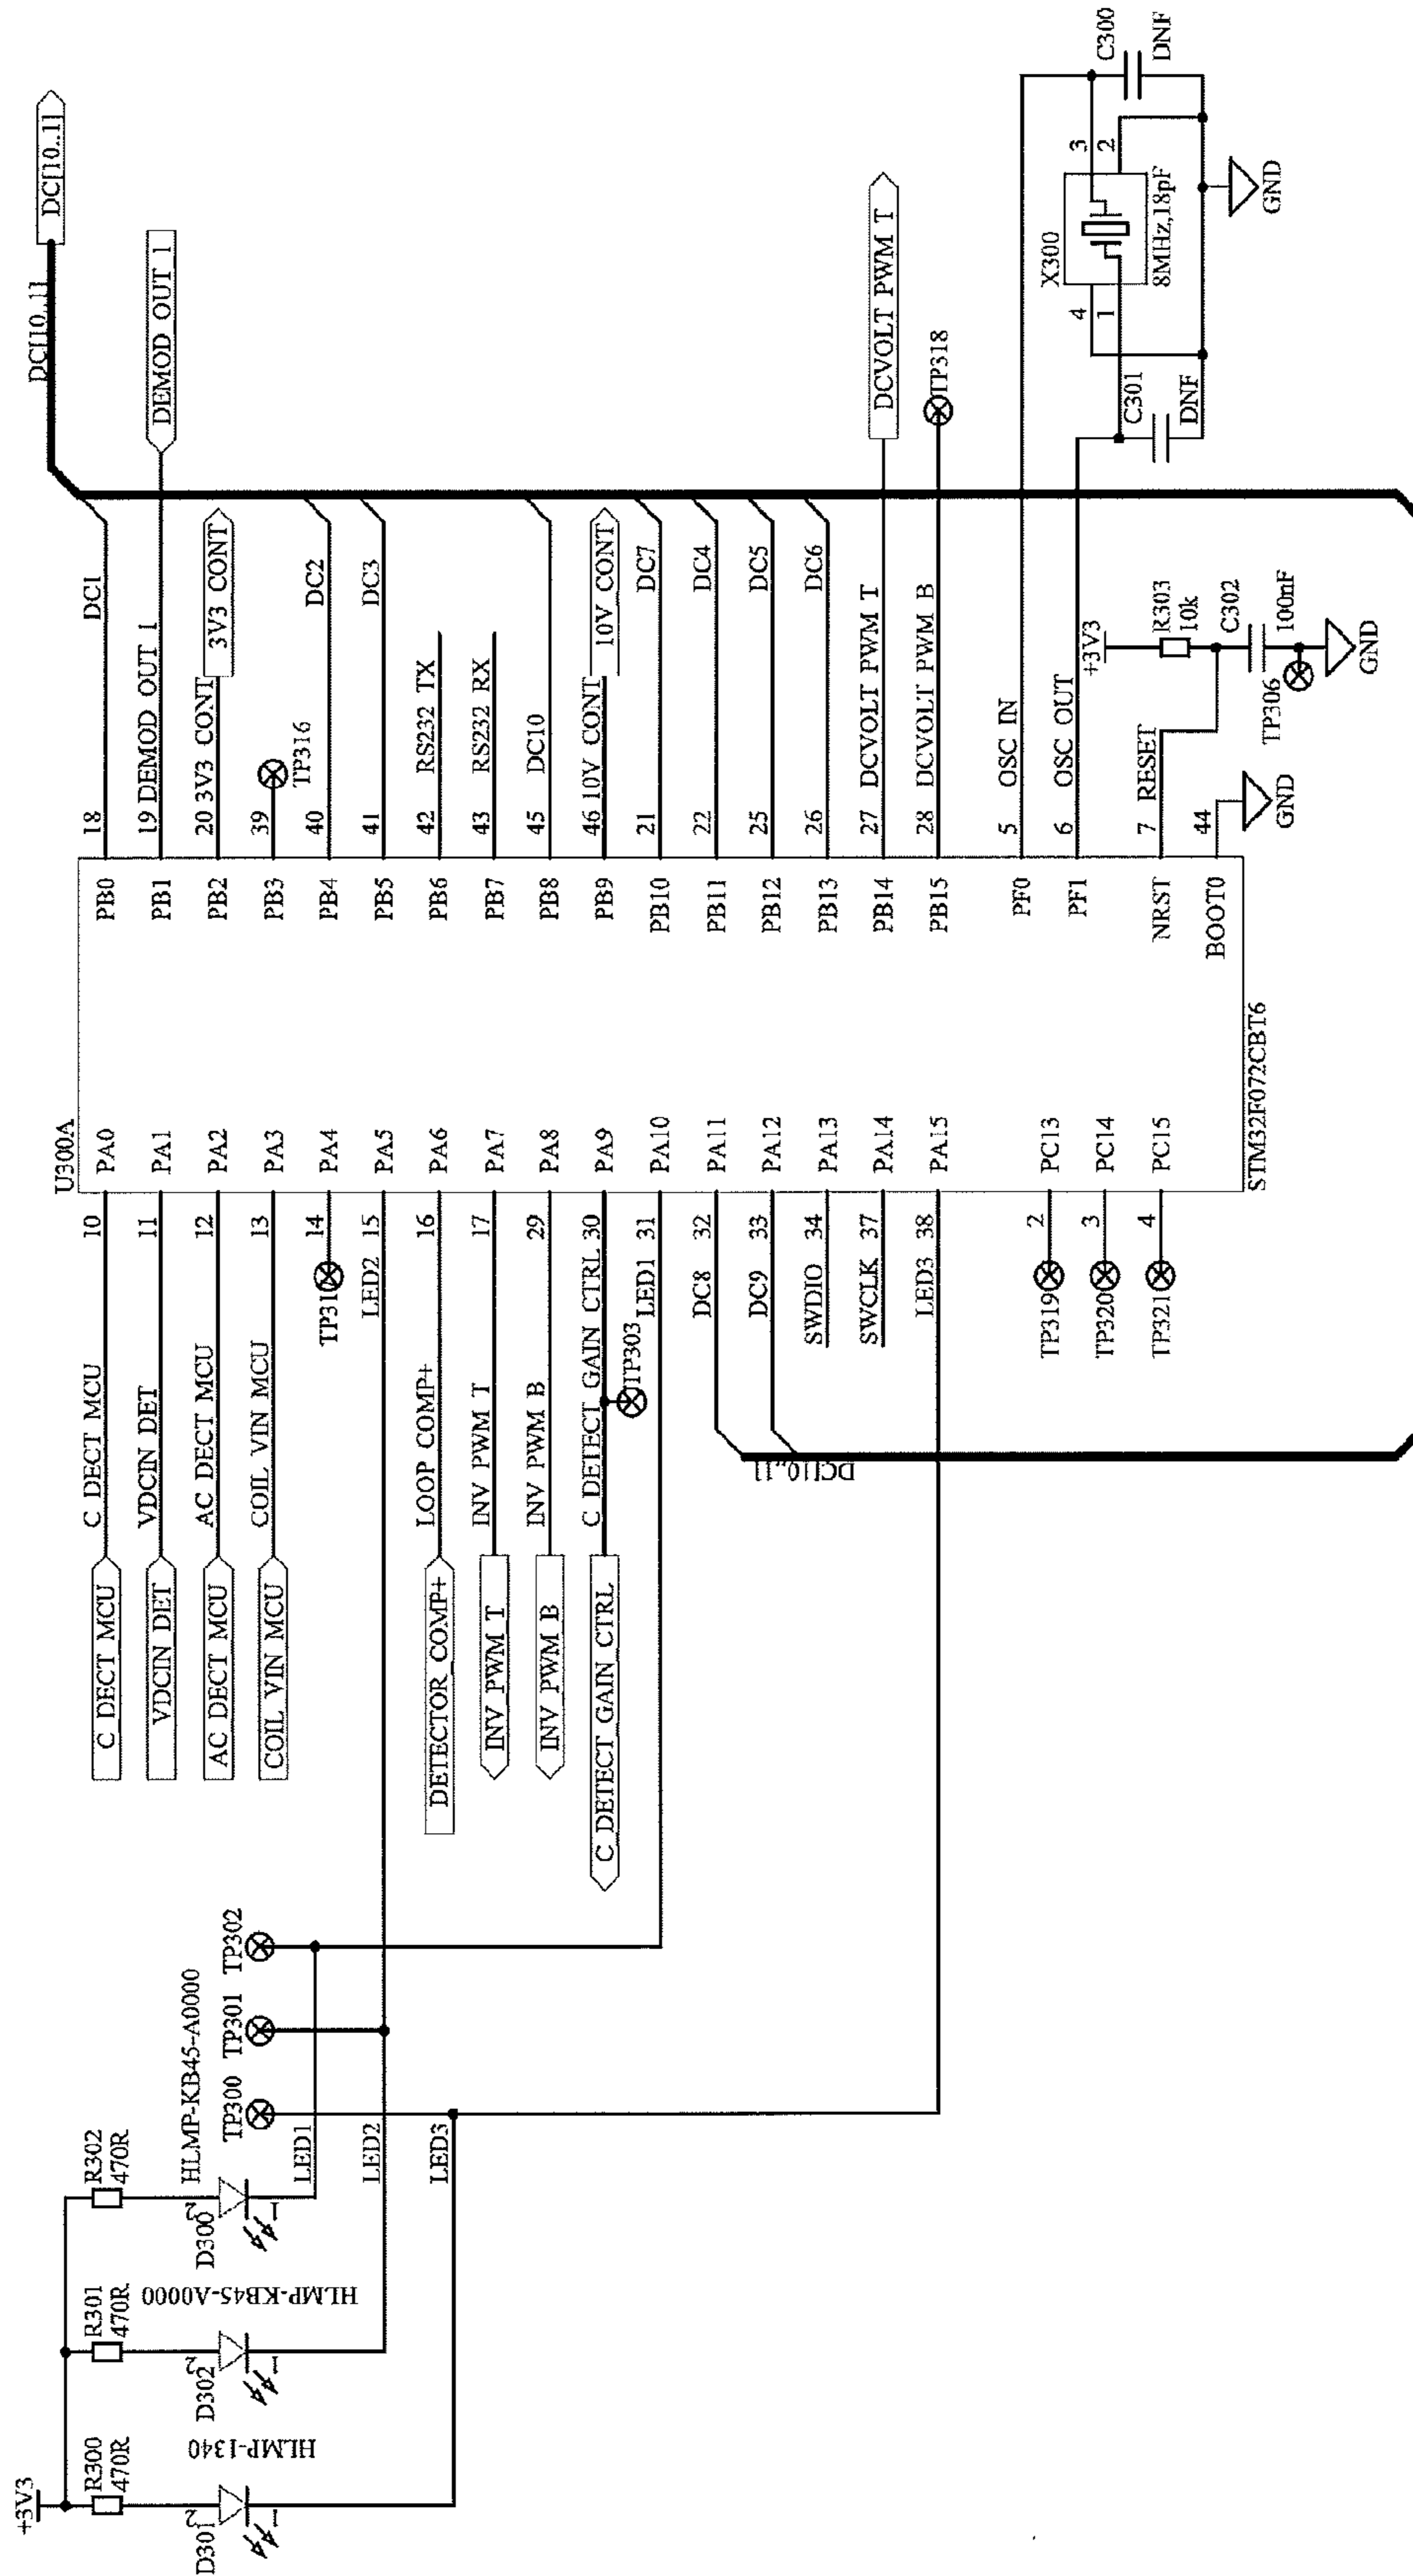 +3V3
R300
470R
R301
470R
R302
470R
D301
2
1
HLMP-1340
D302
2
1
HLMP-KB45-A0000
D300
2
1
HLMP-KB45-A0000
TP300
TP301
TP302
LED1
LED2
LED3
C DECT MCU
C DECT MCU
10
PA0
VDCIN DET
VDCIN DET
11
PA1
AC DECT MCU
AC DECT MCU
12
PA2
COIL VIN MCU
COIL VIN MCU
13
PA3
TP310
14
PA4
LED2
15
PA5
DETECTOR COMP+
LOOP COMP+
16
PA6
INV PWM T
INV PWM T
17
PA7
INV PWM B
INV PWM B
29
PA8
C DETECT GAIN CTRL
C DETECT GAIN CTRL
30
PA9
TP303
LED1
31
PA10
DC8
32
PA11
DC9
33
PA12
SWDIO
34
PA13
SWCLK
37
PA14
LED3
38
PA15
DC[10..1]
TP319
2
PC13
TP320
3
PC14
TP321
4
PC15
U300A
STM32F072CBT6
PB0
18
DC1
PB1
19 DEMOD OUT 1
DEMOD OUT 1
PB2
20 3V3 CONT
3V3 CONT
PB3
39
TP316
PB4
40
DC2
PB5
41
DC3
PB6
42
RS232 TX
PB7
43
RS232 RX
PB8
45
DC10
PB9
46 10V CONT
10V CONT
PB10
21
DC7
PB11
22
DC4
PB12
25
DC5
PB13
26
DC6
PB14
27
DCVOLT PWM T
DCVOLT PWM T
PB15
28
DCVOLT PWM B
TP318
PF0
5
OSC IN
PF1
6
OSC OUT
NRST
7
RESET
BOOT0
44
GND
DC[10..1]
DC[10..1]
+3V3
R303
10k
C302
100nF
TP306
GND
C301
DNF
X300
8MHz,18pF
4
1
3
2
C300
DNF
GND